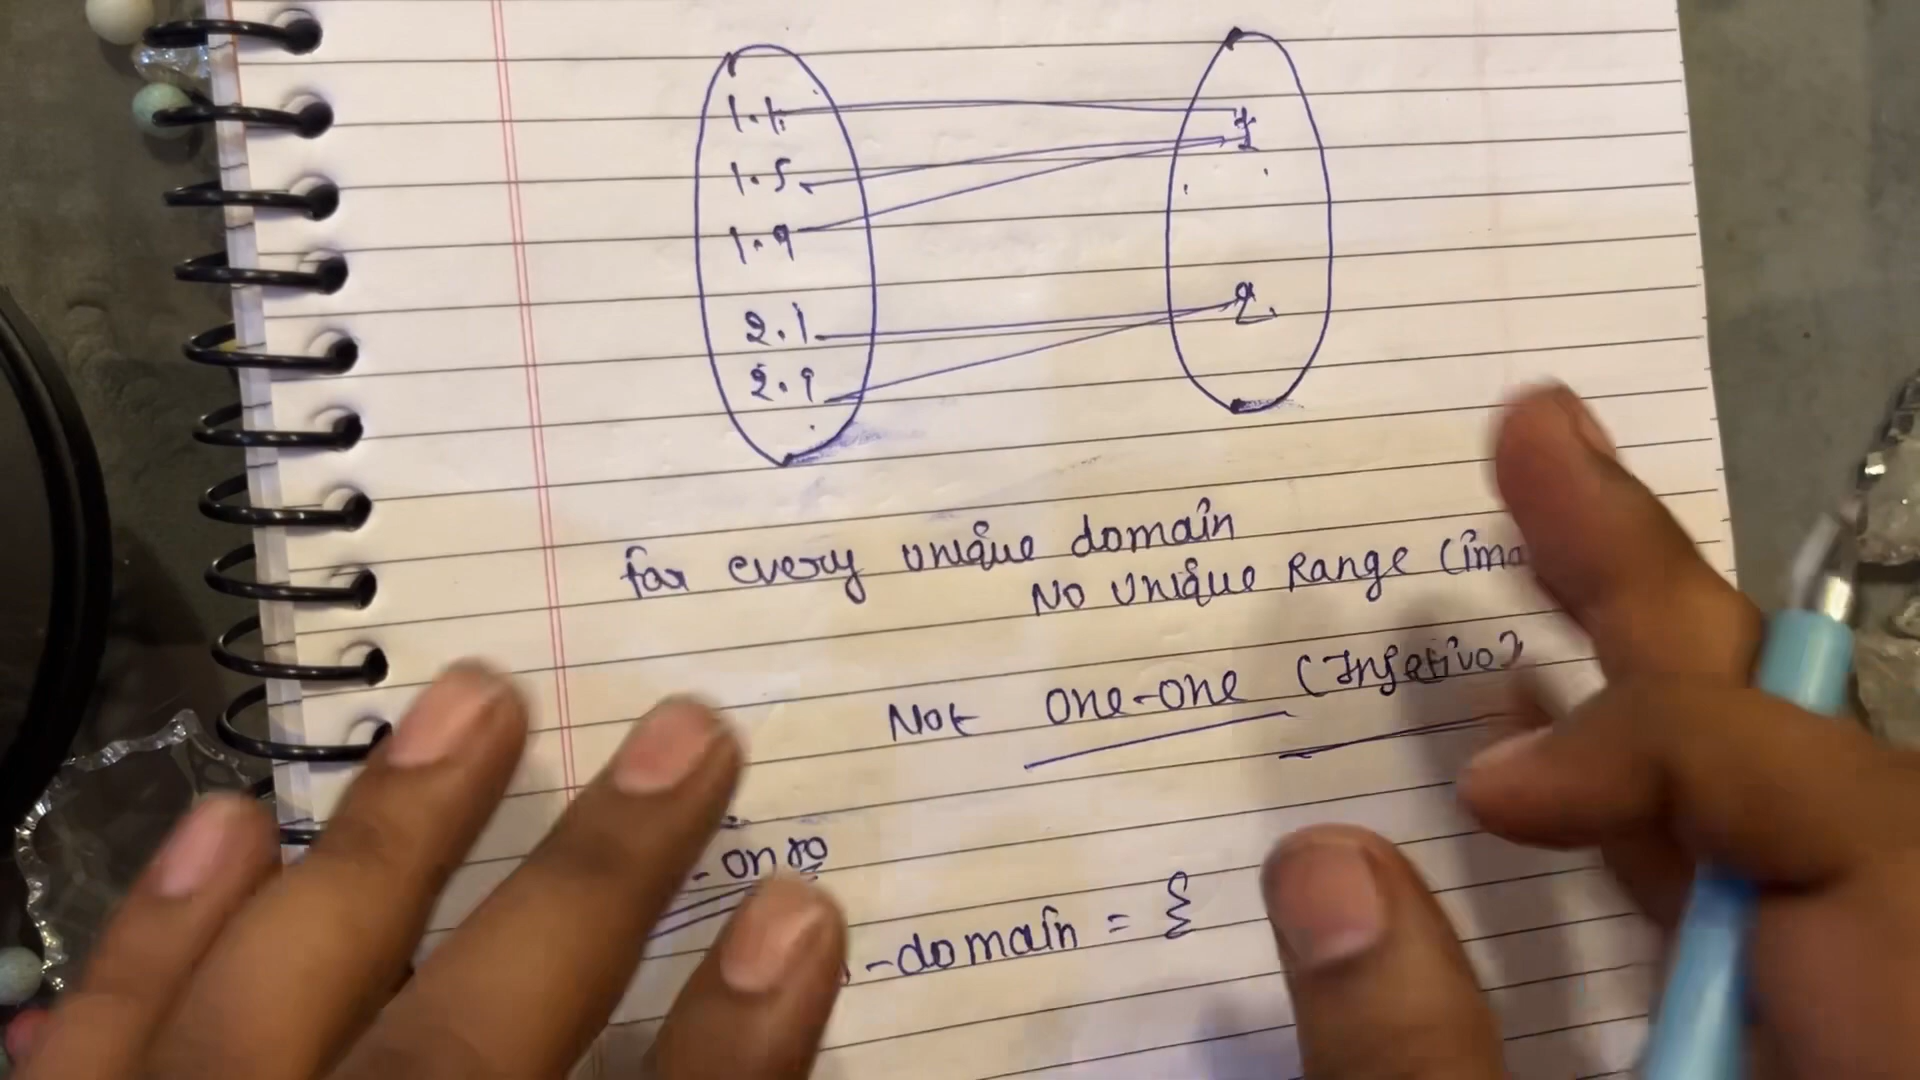 1.1
1.5
1.9
2.1
2.9
1
2
for every unique domain
No unique Range (ima
Not one-one (Injetive)
- onto
-domain = {